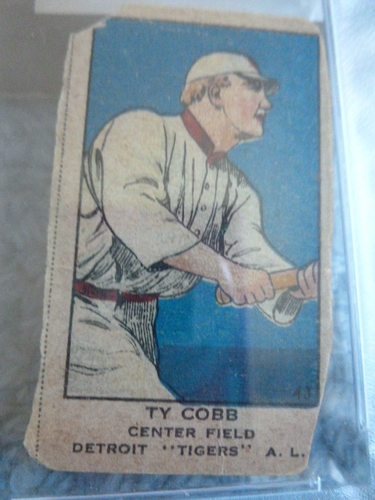 43
TY COBB
CENTER FIELD
DETROIT "TIGERS" A. L.